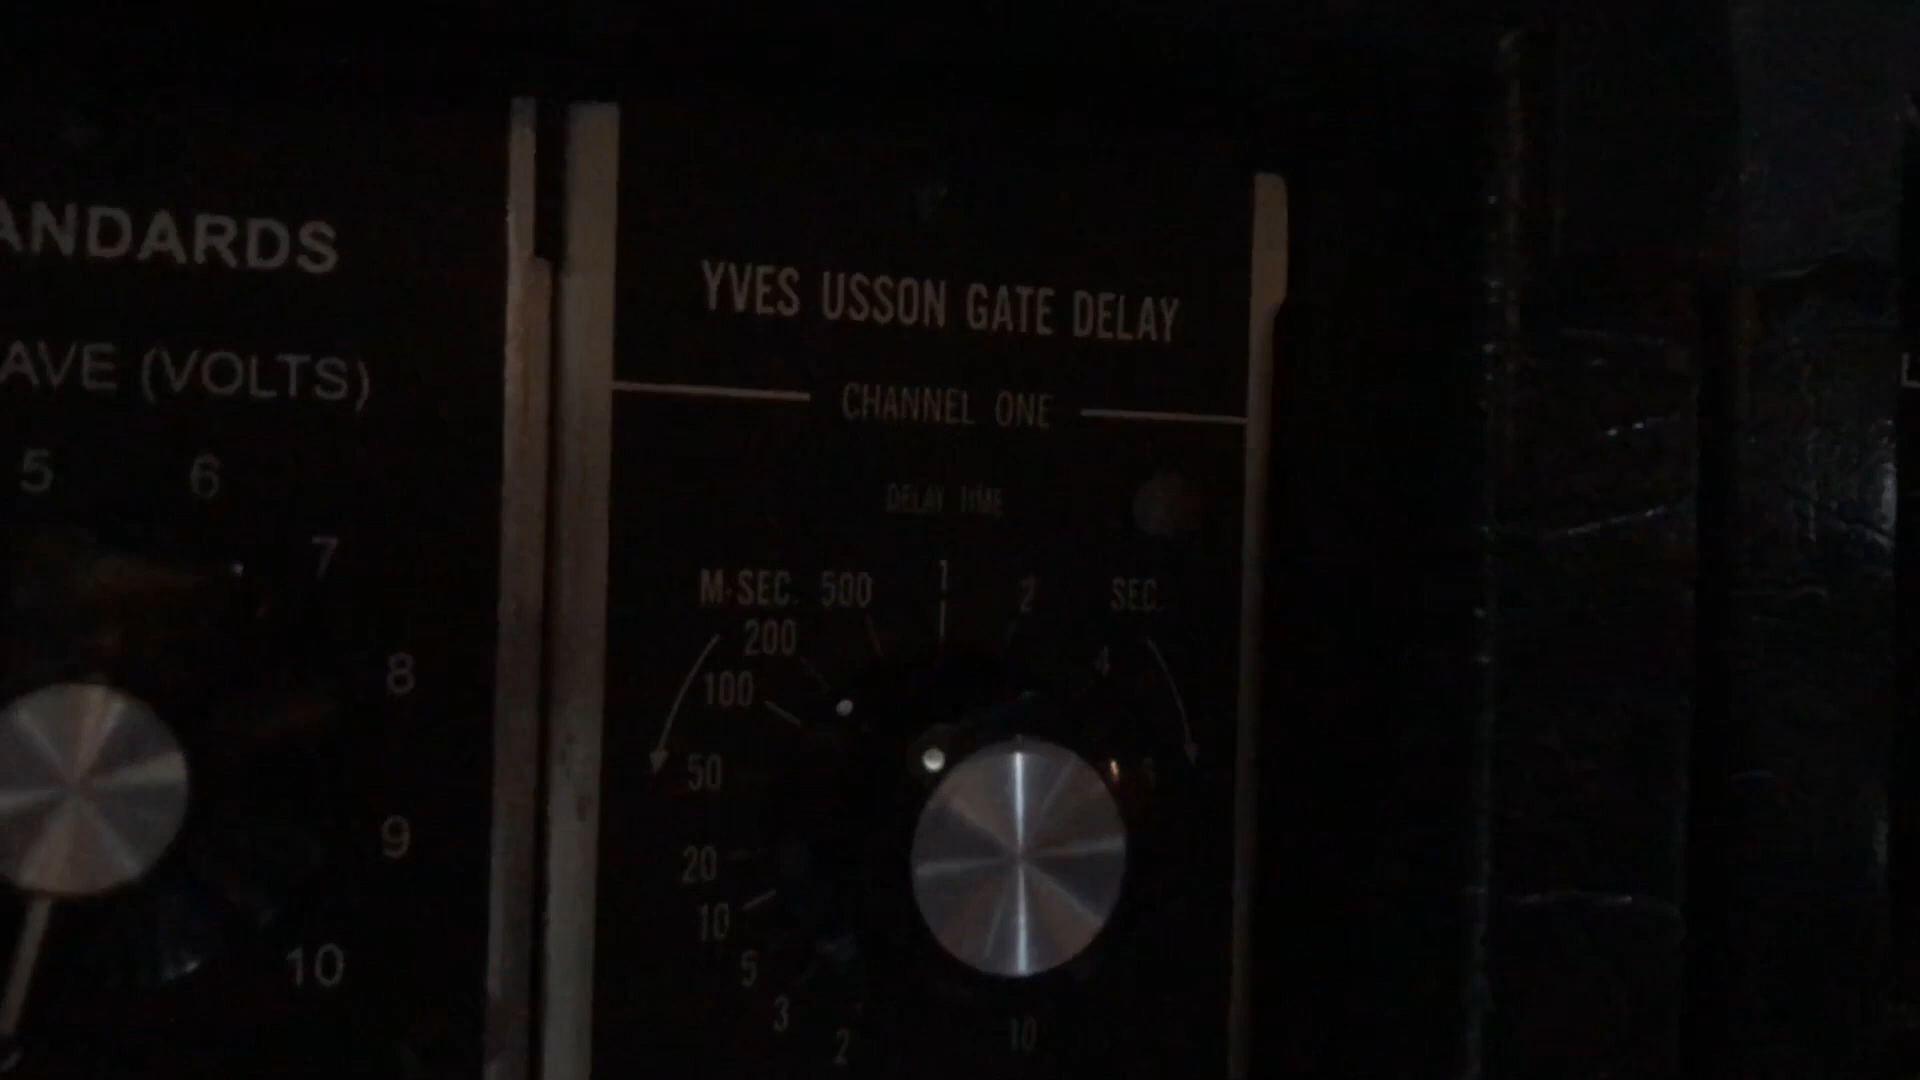 ANDARDS
AVE (VOLTS)
5 6
7
8
9
10
YVES USSON GATE DELAY
CHANNEL ONE
DELAY TIME
M·SEC. 500 1 2 SEC.
200
4
100
50
20
10
5
3
2
10